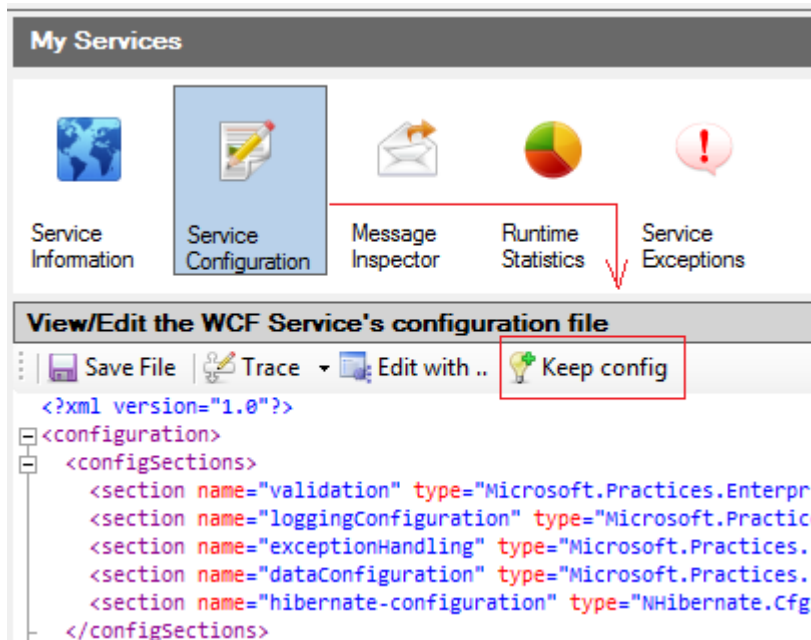 My Services
Service Information
Service Configuration
Message Inspector
Runtime Statistics
Service Exceptions
View/Edit the WCF Service's configuration file
Save File Trace Edit with .. Keep config
<?xml version="1.0"?>
<configuration>
<configSections>
<section name="validation" type="Microsoft.Practices.Enterpr
<section name="loggingConfiguration" type="Microsoft.Practic
<section name="exceptionHandling" type="Microsoft.Practices.
<section name="dataConfiguration" type="Microsoft.Practices.
<section name="hibernate-configuration" type="NHibernate.Cfg
</configSections>